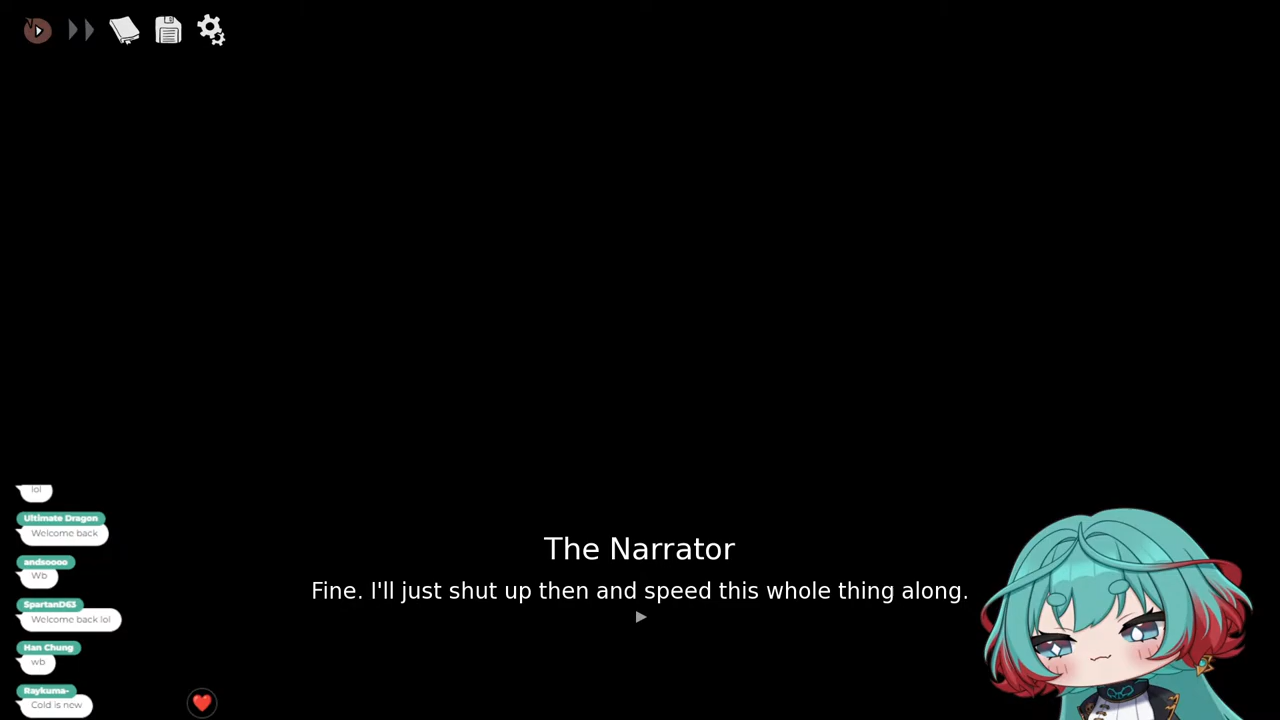 lol
Ultimate Dragon
Welcome back
andsoooo
Wb
SpartanD63
Welcome back lol
Han Chung
wb
Raykuma-
Cold is new
The Narrator
Fine. I'll just shut up then and speed this whole thing along.